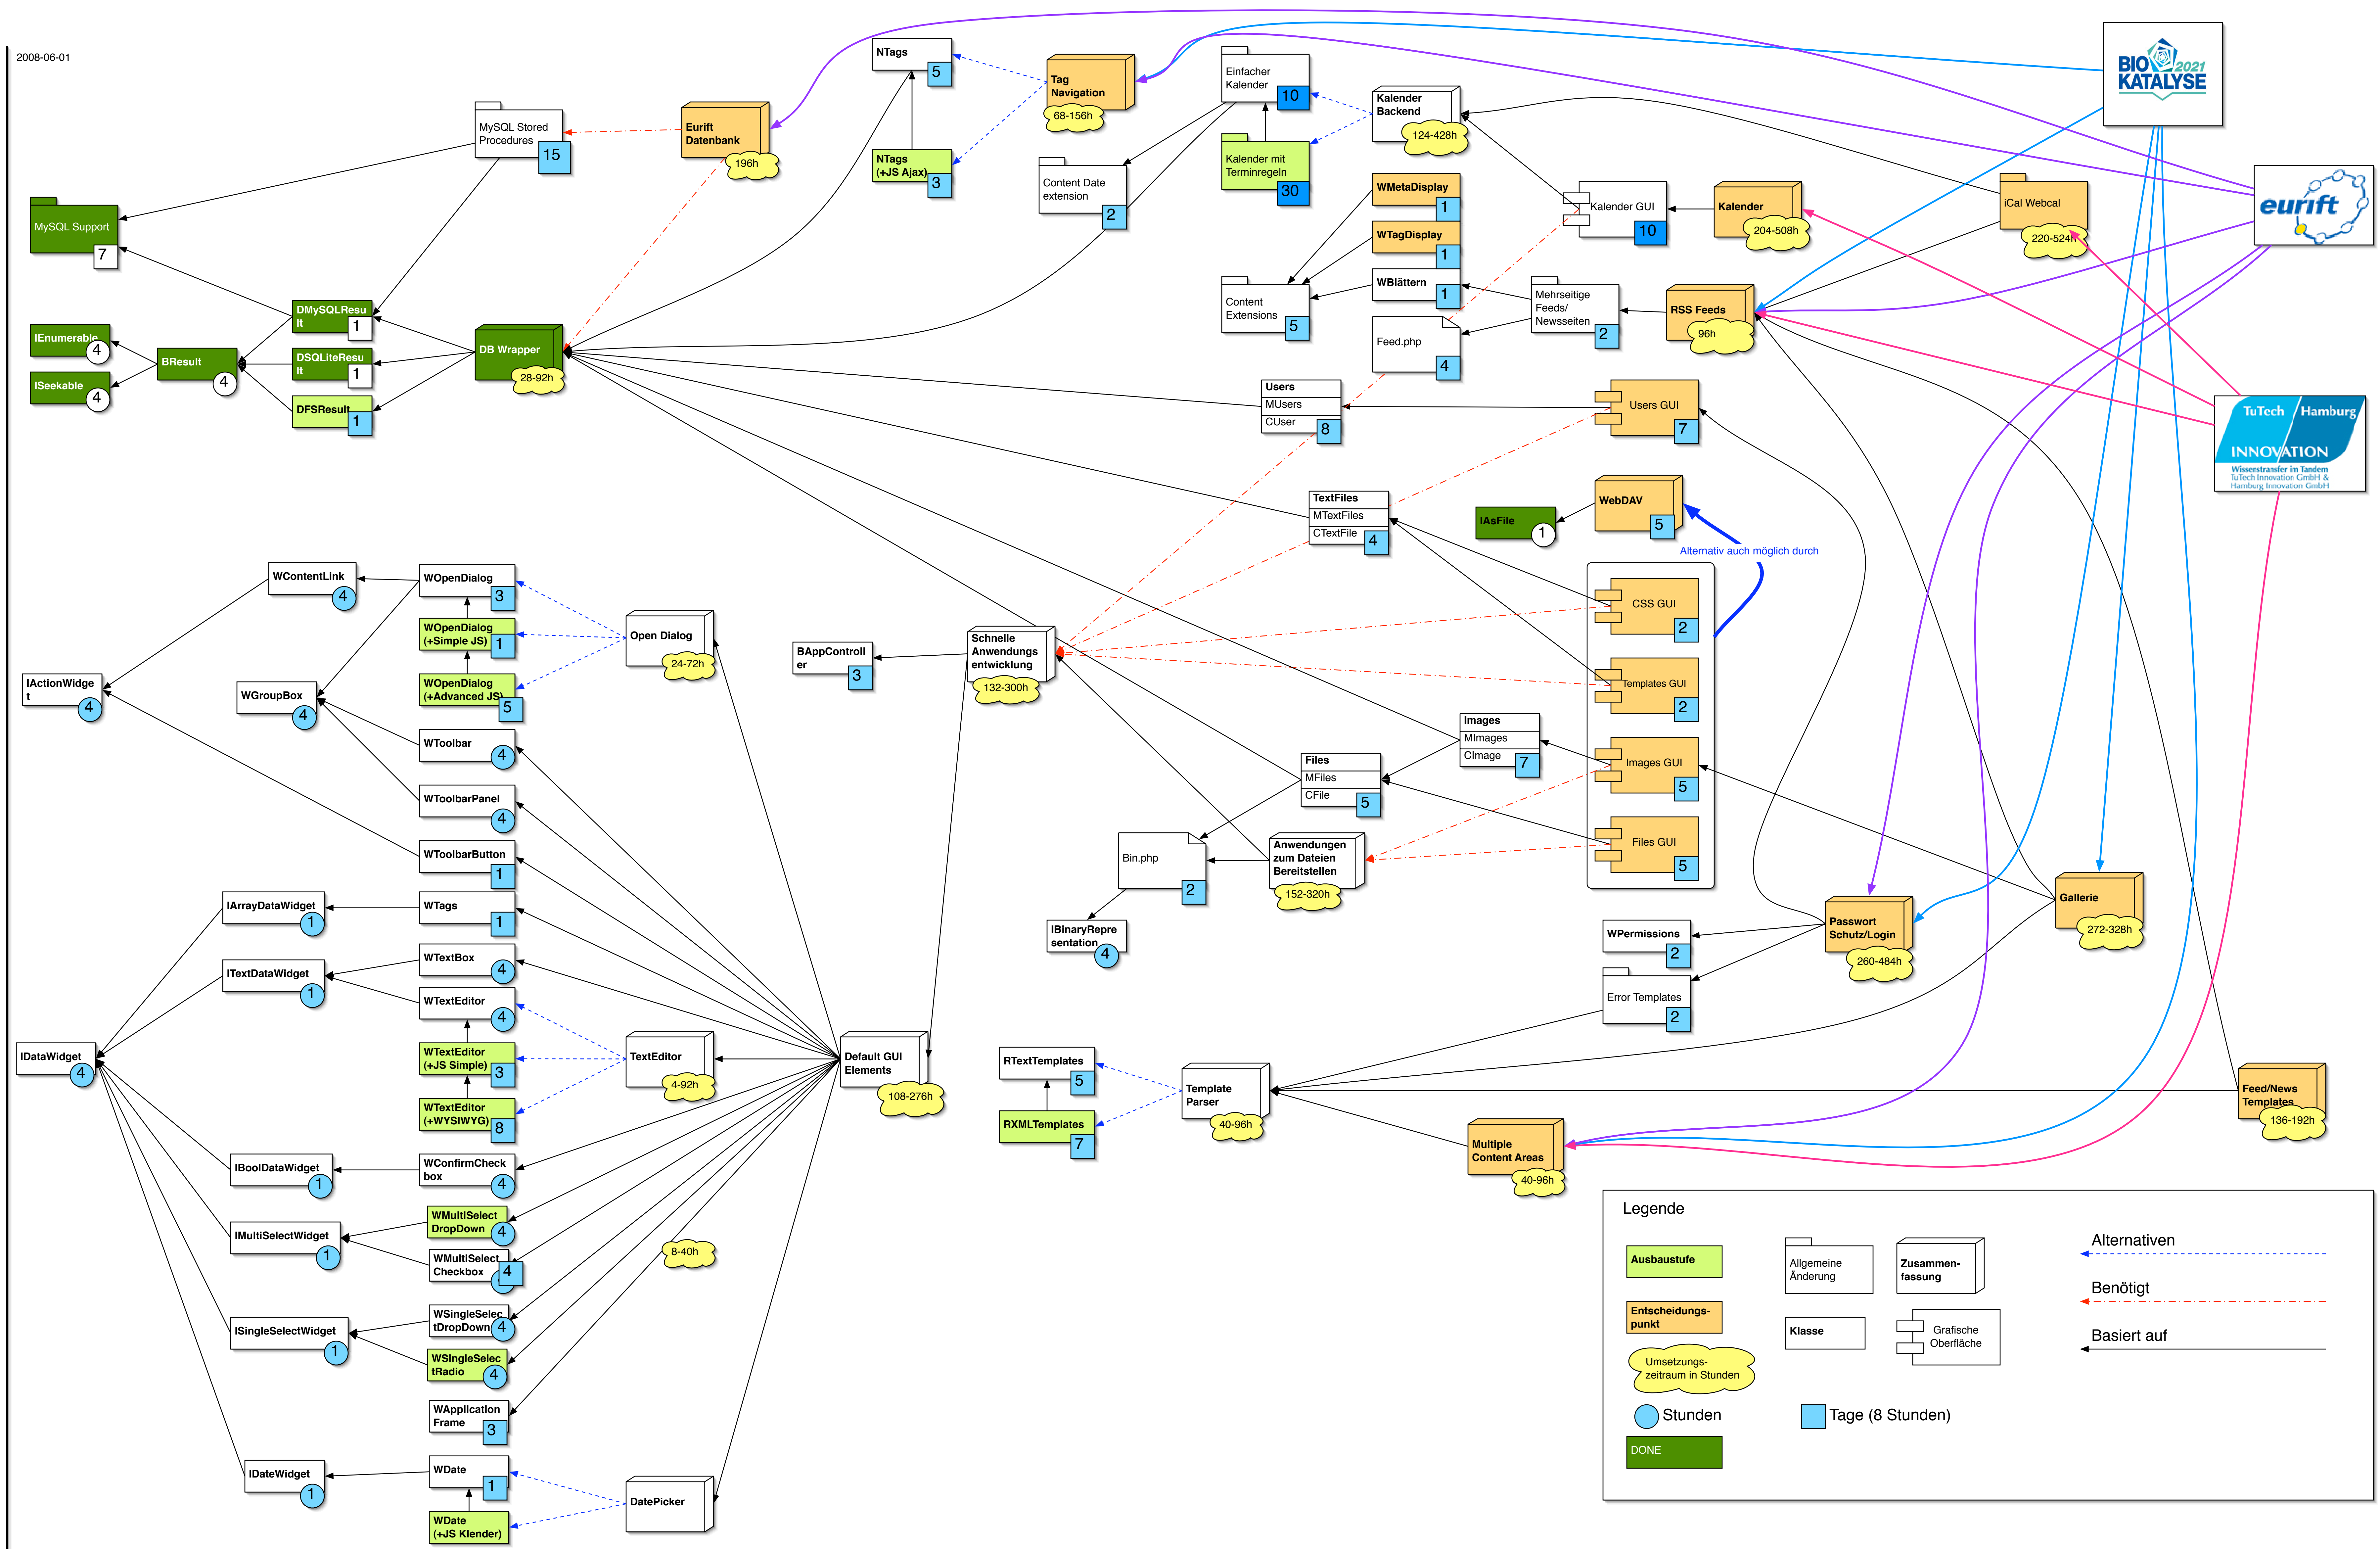 2008-06-01
MySQL Support
7
IEnumerable
4
ISeekable
4
BResult
4
DMySQLResu
lt
1
DSQLiteResu
lt
1
DFSResult
1
MySQL Stored
Procedures
15
DB Wrapper
28-92h
Eurift
Datenbank
196h
NTags
5
NTags
(+JS Ajax)
3
Tag
Navigation
68-156h
Content Date
extension
2
Einfacher
Kalender
10
Kalender mit
Terminregeln
30
Kalender
Backend
124-428h
WMetaDisplay
1
WTagDisplay
1
WBlättern
1
Content
Extensions
5
Feed.php
4
Mehrseitige
Feeds/
Newsseiten
2
Kalender GUI
10
Kalender
204-508h
RSS Feeds
96h
iCal Webcal
220-524h
BIO 2021
KATALYSE
eurift
TuTech Hamburg
INNOVATION
Wissenstransfer im Tandem
TuTech Innovation GmbH &
Hamburg Innovation GmbH
Users
MUsers
CUser
8
Users GUI
7
TextFiles
MTextFiles
CTextFile
4
IAsFile
1
WebDAV
5
Alternativ auch möglich durch
CSS GUI
2
Templates GUI
2
Images GUI
5
Files GUI
5
Images
MImages
CImage
7
Files
MFiles
CFile
5
Bin.php
2
IBinaryRepre
sentation
4
Anwendungen
zum Dateien
Bereitstellen
152-320h
BAppControll
er
3
Schnelle
Anwendungs
entwicklung
132-300h
WContentLink
4
WOpenDialog
3
WOpenDialog
(+Simple JS)
1
WOpenDialog
(+Advanced JS)
5
Open Dialog
24-72h
IActionWidge
t
4
WGroupBox
4
WToolbar
4
WToolbarPanel
4
WToolbarButton
1
IArrayDataWidget
1
WTags
1
ITextDataWidget
1
WTextBox
4
WTextEditor
4
WTextEditor
(+JS Simple)
3
WTextEditor
(+WYSIWYG)
8
TextEditor
4-92h
IDataWidget
4
Default GUI
Elements
108-276h
IBoolDataWidget
1
WConfirmCheck
box
4
IMultiSelectWidget
1
WMultiSelect
DropDown
4
WMultiSelect
Checkbox
4
8-40h
ISingleSelectWidget
1
WSingleSelec
tDropDown
4
WSingleSelec
tRadio
4
WApplication
Frame
3
IDateWidget
1
WDate
1
WDate
(+JS Klender)
DatePicker
RTextTemplates
5
RXMLTemplates
7
Template
Parser
40-96h
Multiple
Content Areas
40-96h
WPermissions
2
Error Templates
2
Passwort
Schutz/Login
260-484h
Gallerie
272-328h
Feed/News
Templates
136-192h
Legende
Ausbaustufe
Entscheidungs-
punkt
Umsetzungs-
zeitraum in Stunden
Stunden
DONE
Allgemeine
Änderung
Zusammen-
fassung
Klasse
Grafische
Oberfläche
Tage (8 Stunden)
Alternativen
Benötigt
Basiert auf